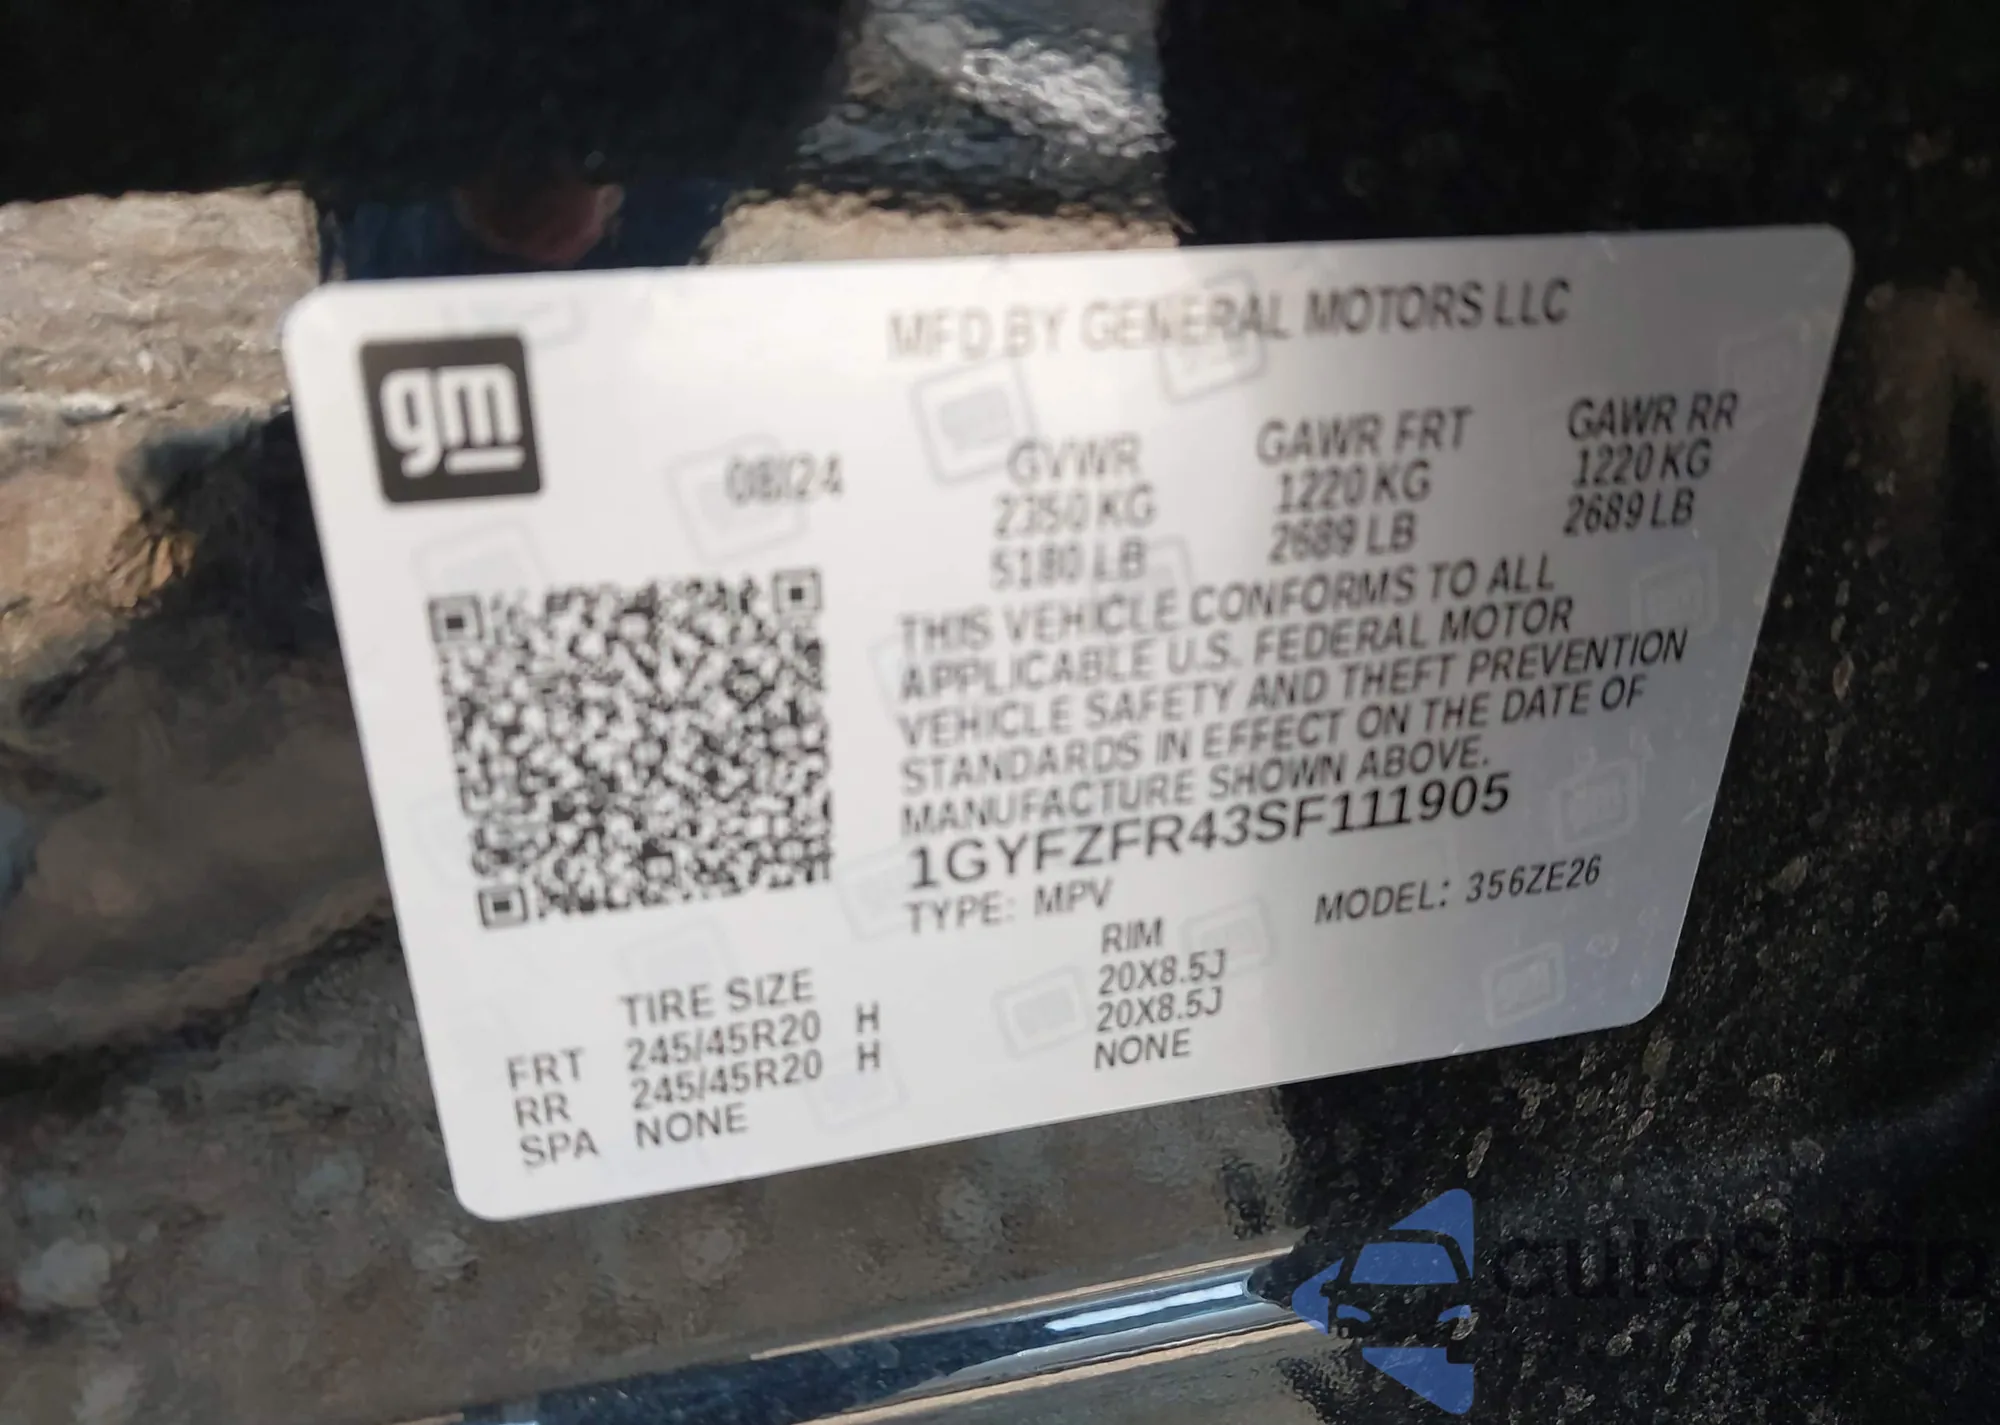 gm
MFD BY GENERAL MOTORS LLC
08/24
GVWR GAWR FRT GAWR RR
2350 KG 1220 KG 1220 KG
5180 LB 2689 LB 2689 LB
THIS VEHICLE CONFORMS TO ALL
APPLICABLE U.S. FEDERAL MOTOR
VEHICLE SAFETY AND THEFT PREVENTION
STANDARDS IN EFFECT ON THE DATE OF
MANUFACTURE SHOWN ABOVE.
1GYFZFR43SF111905
TYPE: MPV MODEL: 356ZE26
TIRE SIZE RIM
FRT 245/45R20 H 20X8.5J
RR 245/45R20 H 20X8.5J
SPA NONE NONE
autoSnap